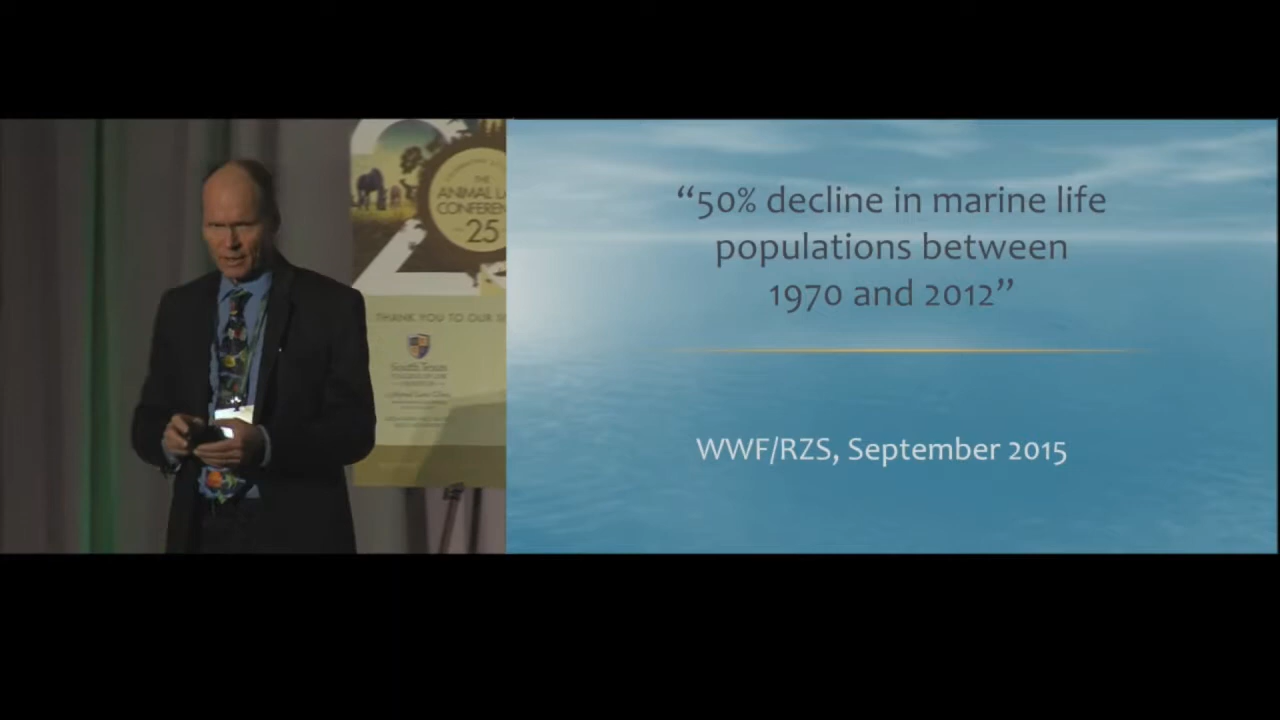 THE
ANIMAL L
CONFEREN
25
THANK YOU TO OUR S
South Texas
“50% decline in marine life
populations between
1970 and 2012”
WWF/RZS, September 2015